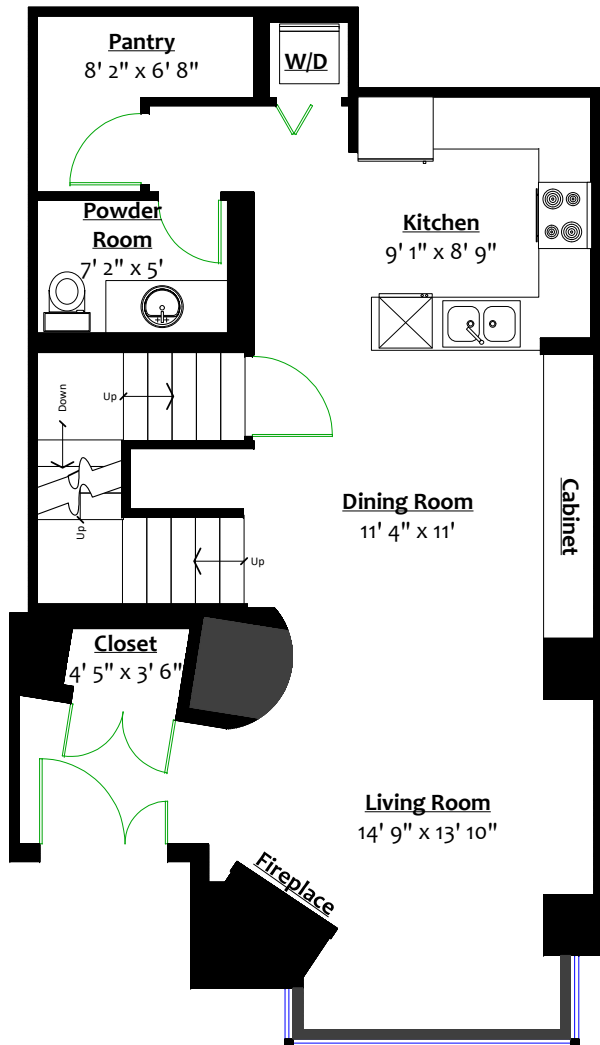 Pantry
8' 2" x 6' 8"
W/D
Powder
Room
7' 2" x 5'
Kitchen
9' 1" x 8' 9"
Up
Down
Up
Up
Dining Room
11' 4" x 11'
Cabinet
Closet
4' 5" x 3' 6"
Living Room
14' 9" x 13' 10"
Fireplace